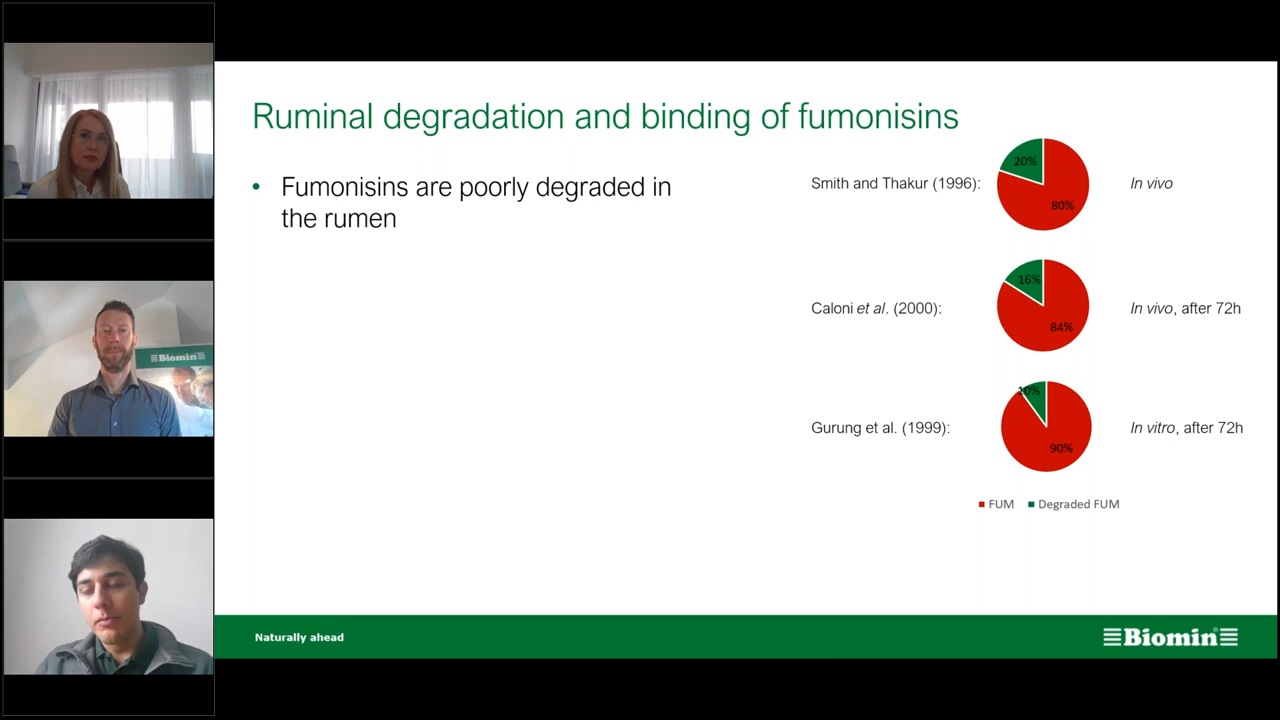 Ruminal degradation and binding of fumonisins
• Fumonisins are poorly degraded in
the rumen
Smith and Thakur (1996):
20%
80%
In vivo
Caloni et al. (2000):
16%
84%
In vivo, after 72h
Gurung et al. (1999):
10%
90%
In vitro, after 72h
FUM Degraded FUM
Naturally ahead
Biomin
Biomin